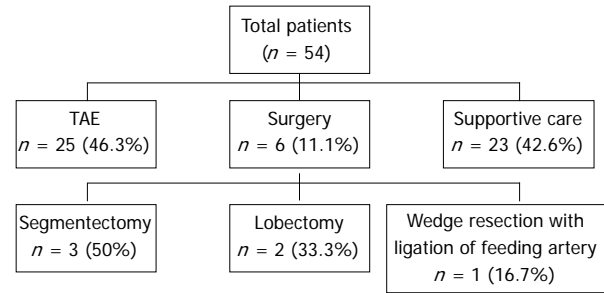 Total patients
(n = 54)
TAE
n = 25 (46.3%)
Surgery
n = 6 (11.1%)
Supportive care
n = 23 (42.6%)
Segmentectomy
n = 3 (50%)
Lobectomy
n = 2 (33.3%)
Wedge resection with
ligation of feeding artery
n = 1 (16.7%)